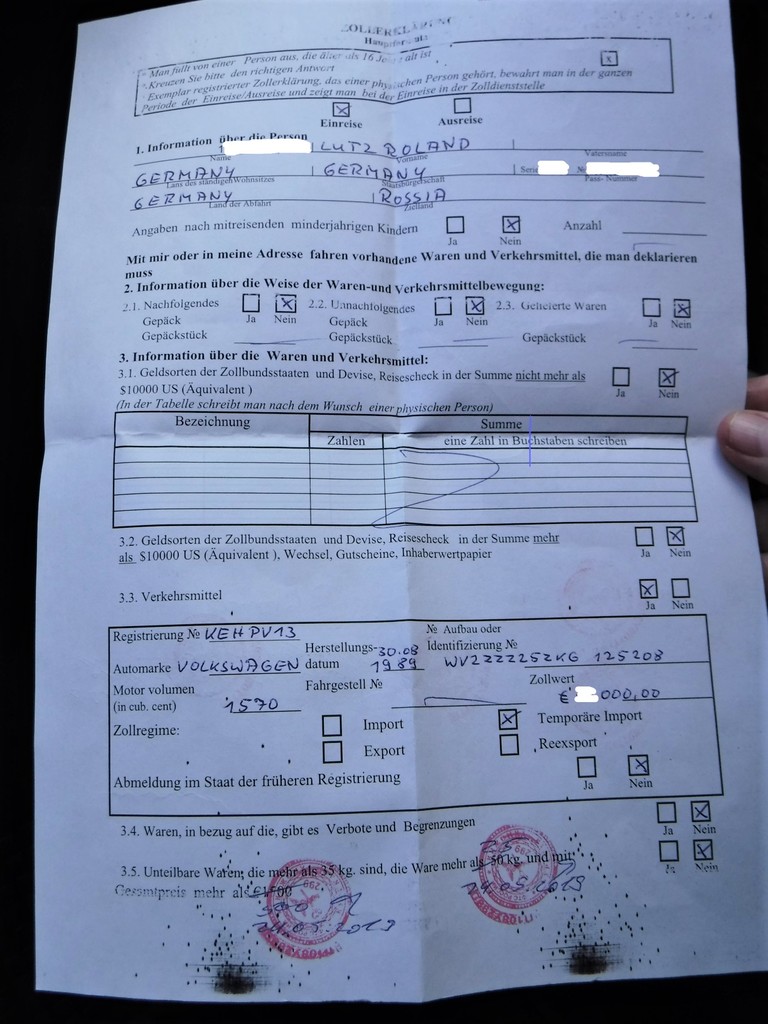 ZOLLERKLÄRUNG
Hauptformular
* Man füllt von einer Person aus, die älter als 16 Jahre alt ist
* Kreuzen Sie bitte den richtigen Antwort
* Exemplar registrierter Zollerklärung, das einer physischen Person gehört, bewahrt man in der ganzen
Periode der Einreise/Ausreise und zeigt man bei der Einreise in der Zolldienststelle
Einreise Ausreise
1. Information über die Person
LUTZ ROLAND
Name Vorname Vatersname
GERMANY GERMANY Serie №
Lans des ständigen Wohnsitzes Staatsbürgerschaft Pass- Nummer
GERMANY ROSSIA
Land der Abfahrt Zielland
Angaben nach mitreisenden minderjährigen Kindern Anzahl
Ja Nein
Mit mir oder in meine Adresse fahren vorhandene Waren und Verkehrsmittel, die man deklarieren
muss
2. Information über die Weise der Waren-und Verkehrsmittelbewegung:
2.1. Nachfolgendes 2.2. Unnachfolgendes 2.3. Gelieferte Waren
Gepäck Ja Nein Gepäck Ja Nein Ja Nein
Gepäckstück Gepäckstück Gepäckstück
3. Information über die Waren und Verkehrsmittel:
3.1. Geldsorten der Zollbundsstaaten und Devise, Reisescheck in der Summe nicht mehr als
$10000 US (Äquivalent ) Ja Nein
(In der Tabelle schreibt man nach dem Wunsch einer physischen Person)
Bezeichnung Summe
Zahlen eine Zahl in Buchstaben schreiben
3.2. Geldsorten der Zollbundsstaaten und Devise, Reisescheck in der Summe mehr
als $10000 US (Äquivalent ), Wechsel, Gutscheine, Inhaberwertpapier Ja Nein
3.3. Verkehrsmittel Ja Nein
Registrierung № KEH PV13 № Aufbau oder
Herstellungs- 30.08 Identifizierung №
Automarke VOLKSWAGEN datum 1989 WV2ZZZ25ZKG 125208
Motor volumen Fahrgestell № Zollwert
(in cub. cent) 1570 € 000,00
Zollregime: Import Temporäre Import
Export Reexsport
Abmeldung im Staat der früheren Registrierung Ja Nein
3.4. Waren, in bezug auf die, gibt es Verbote und Begrenzungen Ja Nein
3.5. Unteilbare Waren, die mehr als 35 kg. sind, die Ware mehr als 50 kg. und mit Ja Nein
Gesamtpreis mehr als €1500